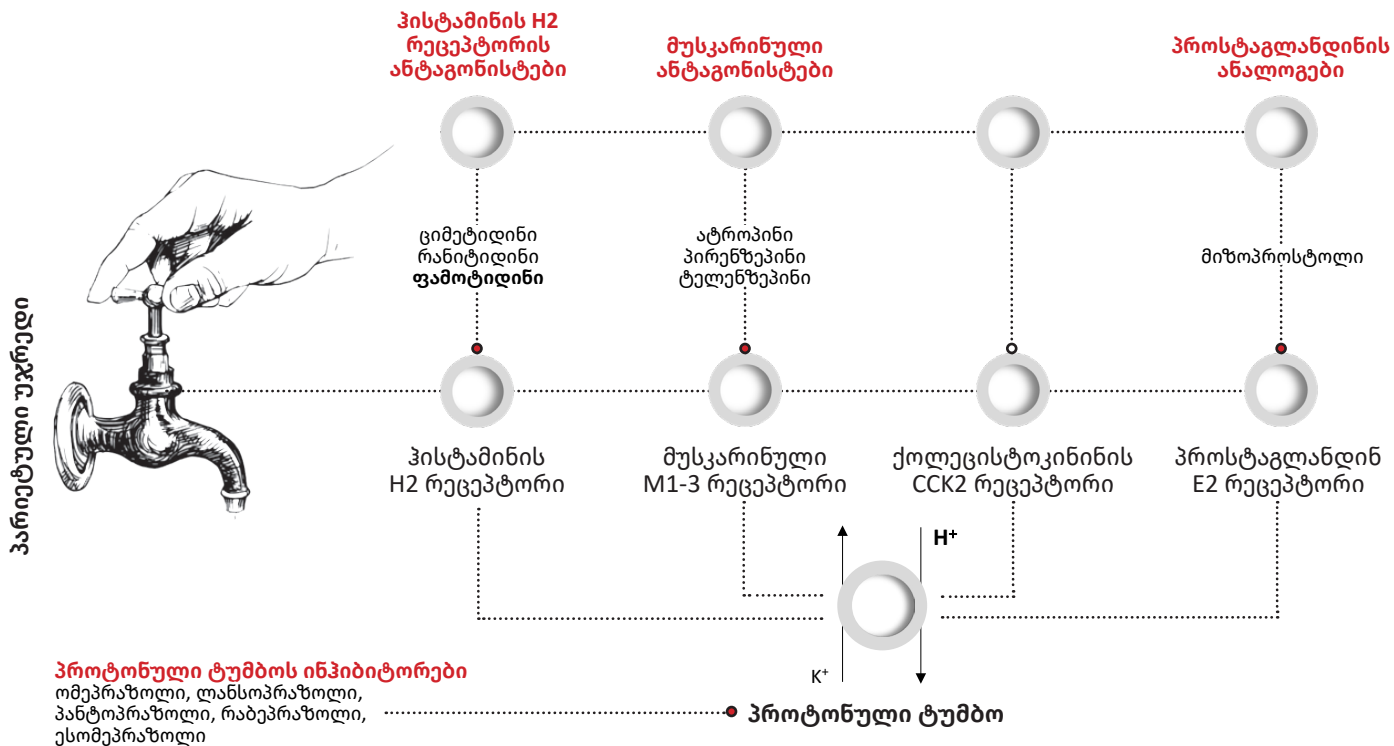 ჰისტამინის H2
რეცეპტორის
ანტაგონისტები
მუსკარინული
ანტაგონისტები
პროსტაგლანდინის
ანალოგები
ციმეტიდინი
რანიტიდინი
ფამოტიდინი
ატროპინი
პირენზეპინი
ტელენზეპინი
მიზოპროსტოლი
პარიეტული უჯრედი
ჰისტამინის
H2 რეცეპტორი
მუსკარინული
M1-3 რეცეპტორი
ქოლეცისტოკინინის
CCK2 რეცეპტორი
პროსტაგლანდინ
E2 რეცეპტორი
H⁺
K⁺
პროტონული ტუმბოს ინჰიბიტორები
ომეპრაზოლი, ლანსოპრაზოლი,
პანტოპრაზოლი, რაბეპრაზოლი,
ესომეპრაზოლი
პროტონული ტუმბო